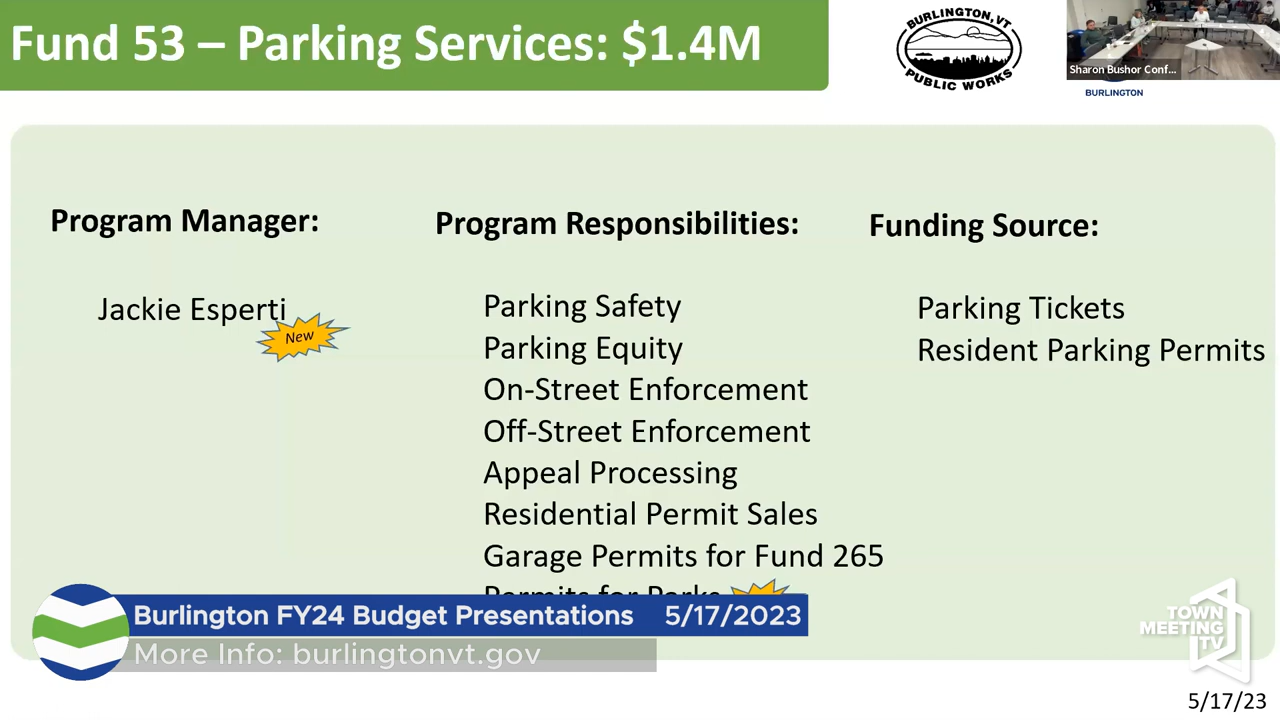 Fund 53 – Parking Services: $1.4M
BURLINGTON, VT
PUBLIC WORKS
Sharon Bushor Conf...
BURLINGTON
Program Manager:
Jackie Esperti
New
Program Responsibilities:
Parking Safety
Parking Equity
On-Street Enforcement
Off-Street Enforcement
Appeal Processing
Residential Permit Sales
Garage Permits for Fund 265
Permits for Parks
Funding Source:
Parking Tickets
Resident Parking Permits
Burlington FY24 Budget Presentations 5/17/2023
More Info: burlingtonvt.gov
TOWN
MEETING
TV
5/17/23